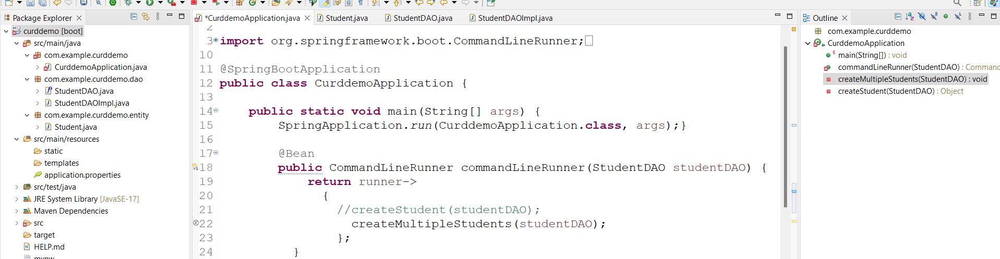 Package Explorer
curddemo [boot]
src/main/java
com.example.curddemo
CurddemoApplication.java
com.example.curddemo.dao
StudentDAO.java
StudentDAOImpl.java
com.example.curddemo.entity
Student.java
src/main/resources
static
templates
application.properties
src/test/java
JRE System Library [JavaSE-17]
Maven Dependencies
src
target
HELP.md
*CurddemoApplication.java
Student.java
StudentDAO.java
StudentDAOImpl.java
2
3 import org.springframework.boot.CommandLineRunner;
10
11 @SpringBootApplication
12 public class CurddemoApplication {
13
14 public static void main(String[] args) {
15 SpringApplication.run(CurddemoApplication.class, args);}
16
17 @Bean
18 public CommandLineRunner commandLineRunner(StudentDAO studentDAO) {
19 return runner->
20 {
21 //createStudent(studentDAO);
22 createMultipleStudents(studentDAO);
23 };
24 }
Outline
com.example.curddemo
CurddemoApplication
main(String[]) : void
commandLineRunner(StudentDAO) : Command
createMultipleStudents(StudentDAO) : void
createStudent(StudentDAO) : Object